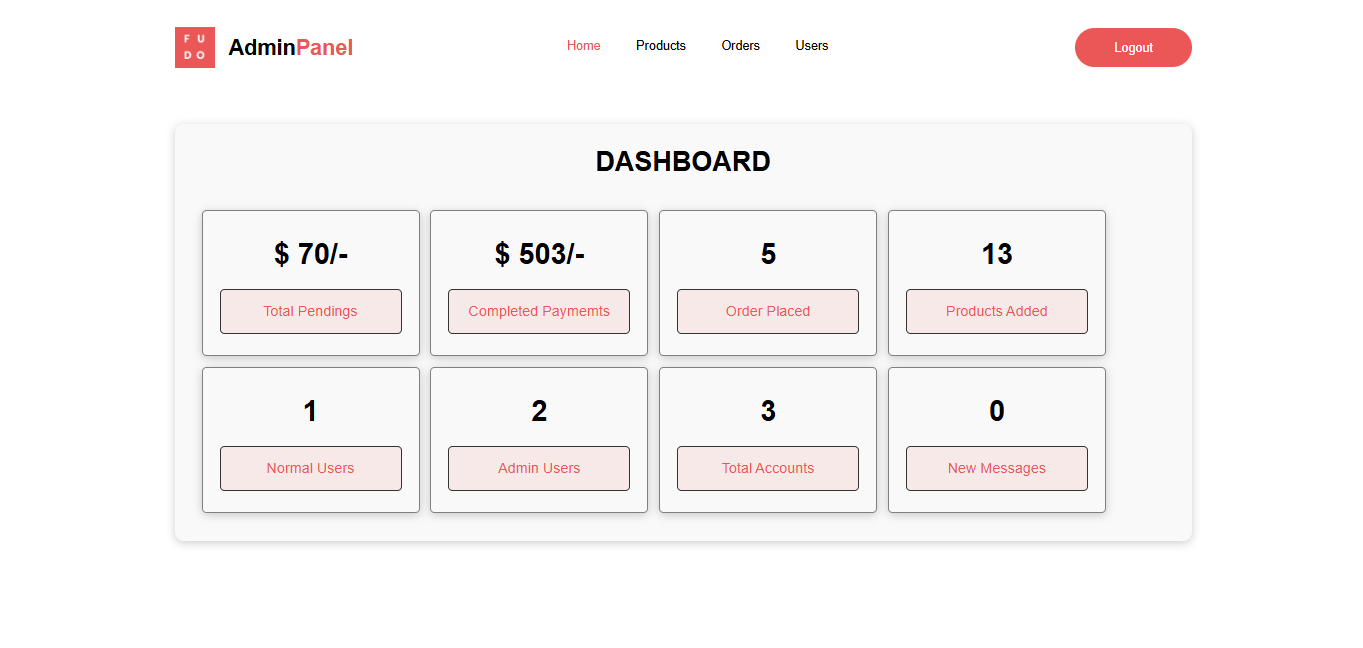 F U
D O
AdminPanel
Home Products Orders Users
Logout
DASHBOARD
$ 70/- $ 503/- 5 13
Total Pendings Completed Paymemts Order Placed Products Added
1 2 3 0
Normal Users Admin Users Total Accounts New Messages